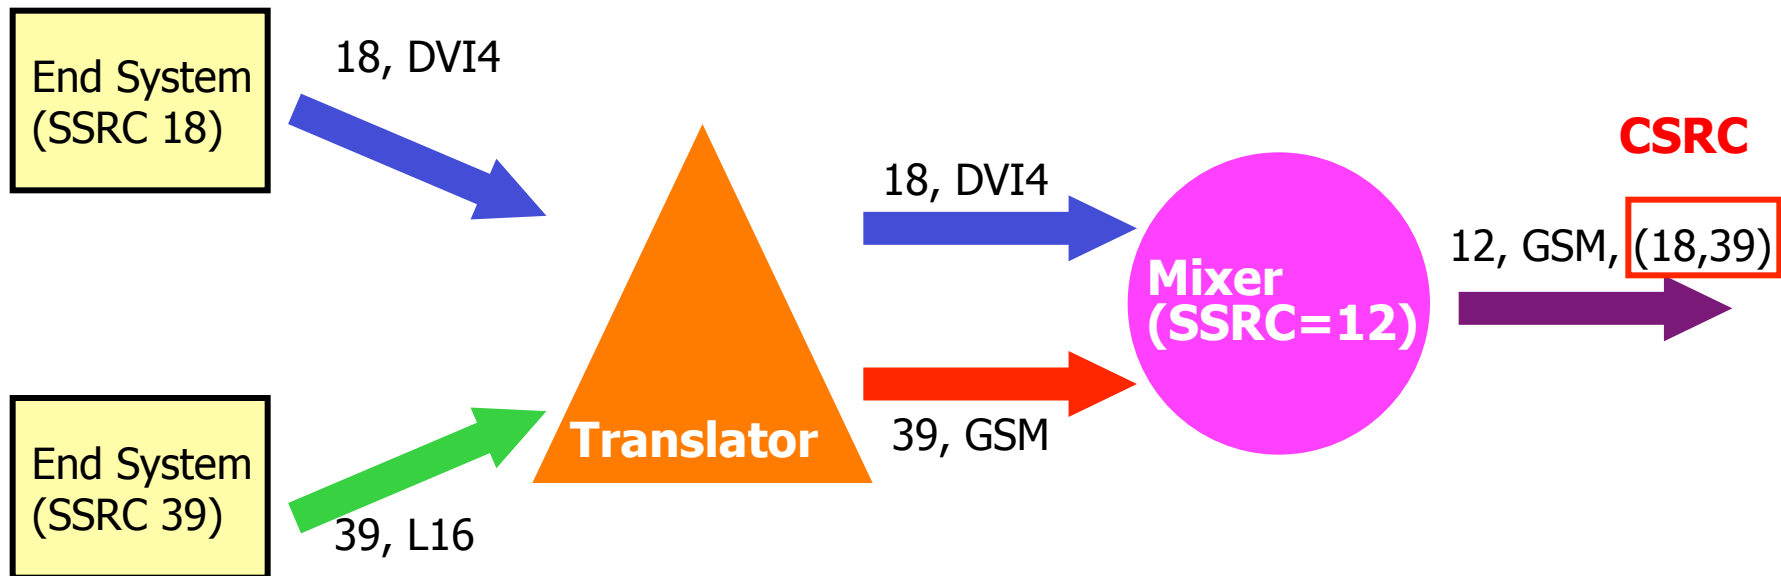 End System
(SSRC 18)
18, DVI4
18, DVI4
CSRC
12, GSM, (18,39)
Mixer
(SSRC=12)
Translator
39, GSM
End System
(SSRC 39)
39, L16